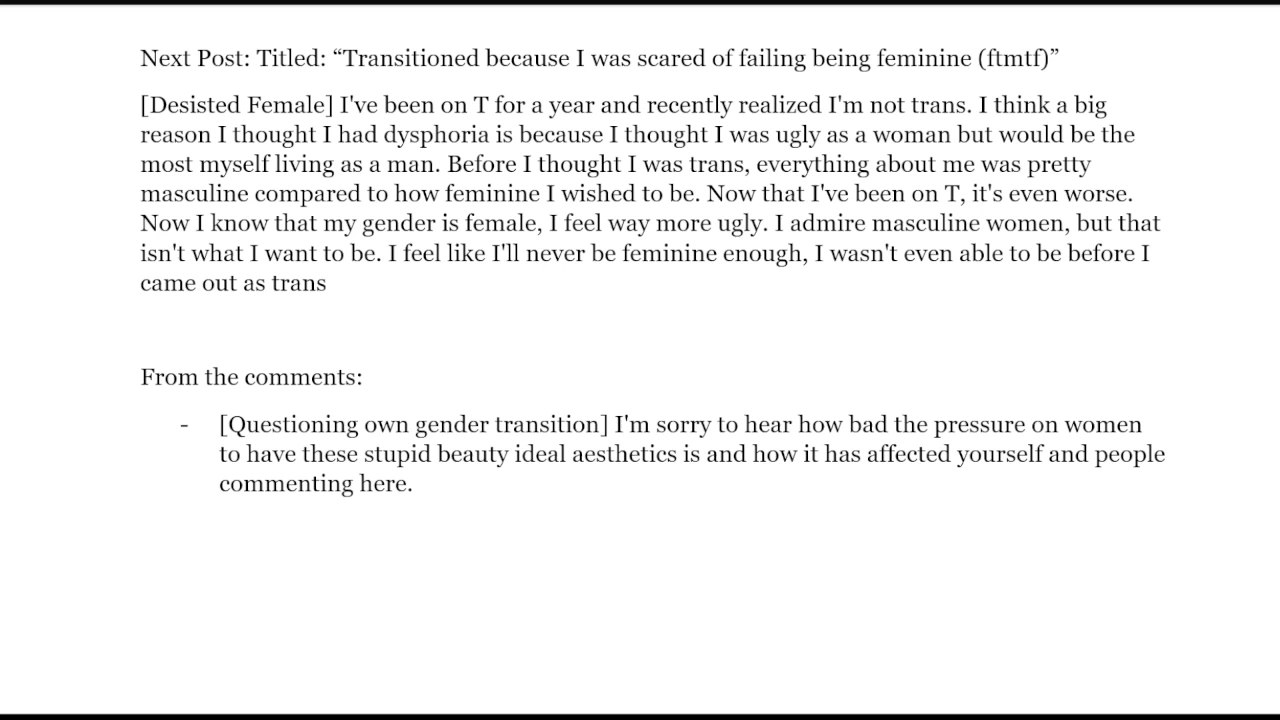 Next Post: Titled: “Transitioned because I was scared of failing being feminine (ftmtf)”
[Desisted Female] I've been on T for a year and recently realized I'm not trans. I think a big
reason I thought I had dysphoria is because I thought I was ugly as a woman but would be the
most myself living as a man. Before I thought I was trans, everything about me was pretty
masculine compared to how feminine I wished to be. Now that I've been on T, it's even worse.
Now I know that my gender is female, I feel way more ugly. I admire masculine women, but that
isn't what I want to be. I feel like I'll never be feminine enough, I wasn't even able to be before I
came out as trans
From the comments:
- [Questioning own gender transition] I'm sorry to hear how bad the pressure on women
to have these stupid beauty ideal aesthetics is and how it has affected yourself and people
commenting here.